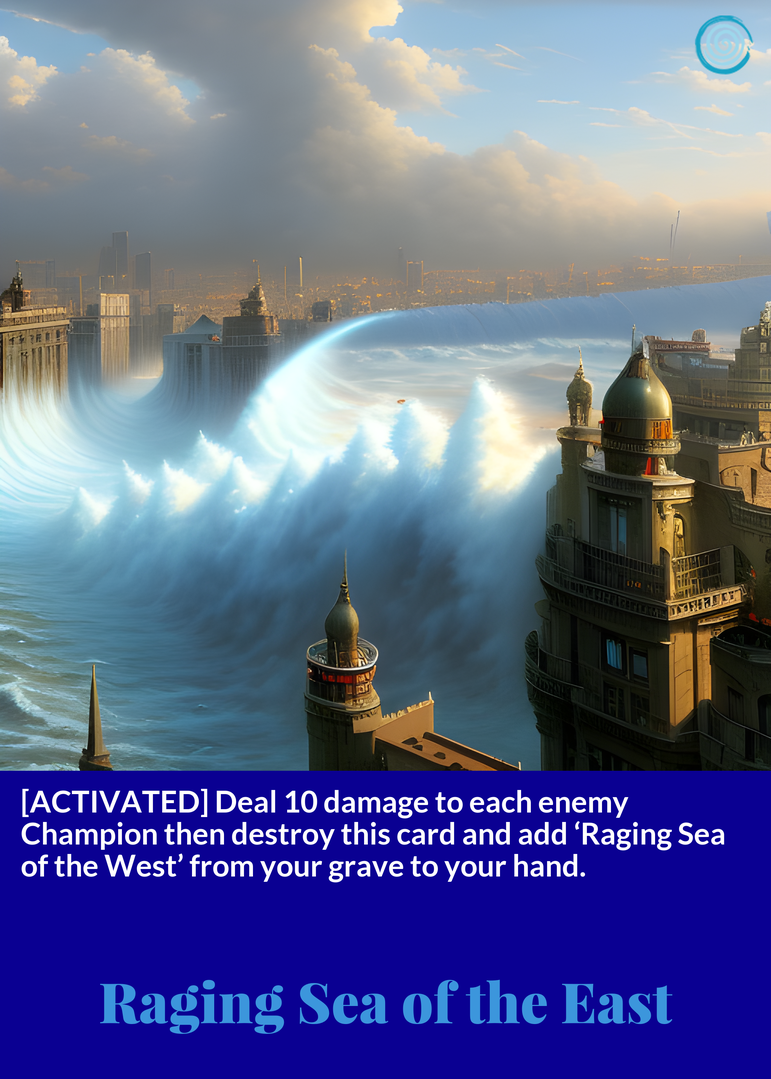 [ACTIVATED] Deal 10 damage to each enemy
Champion then destroy this card and add ‘Raging Sea
of the West’ from your grave to your hand.
Raging Sea of the East